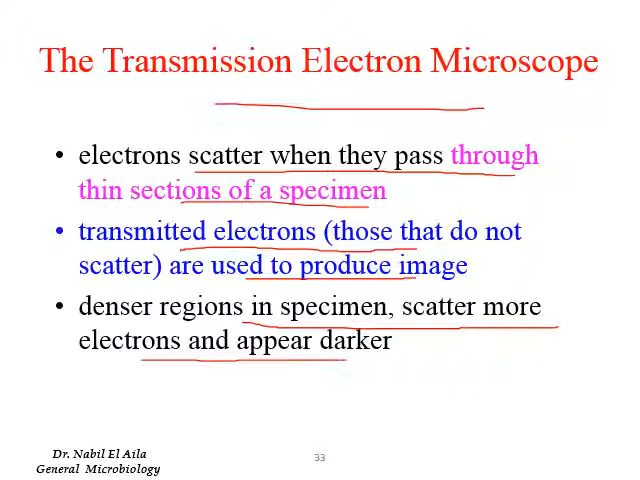 The Transmission Electron Microscope
• electrons scatter when they pass through
thin sections of a specimen
• transmitted electrons (those that do not
scatter) are used to produce image
• denser regions in specimen, scatter more
electrons and appear darker
Dr. Nabil El Aila
General Microbiology
33